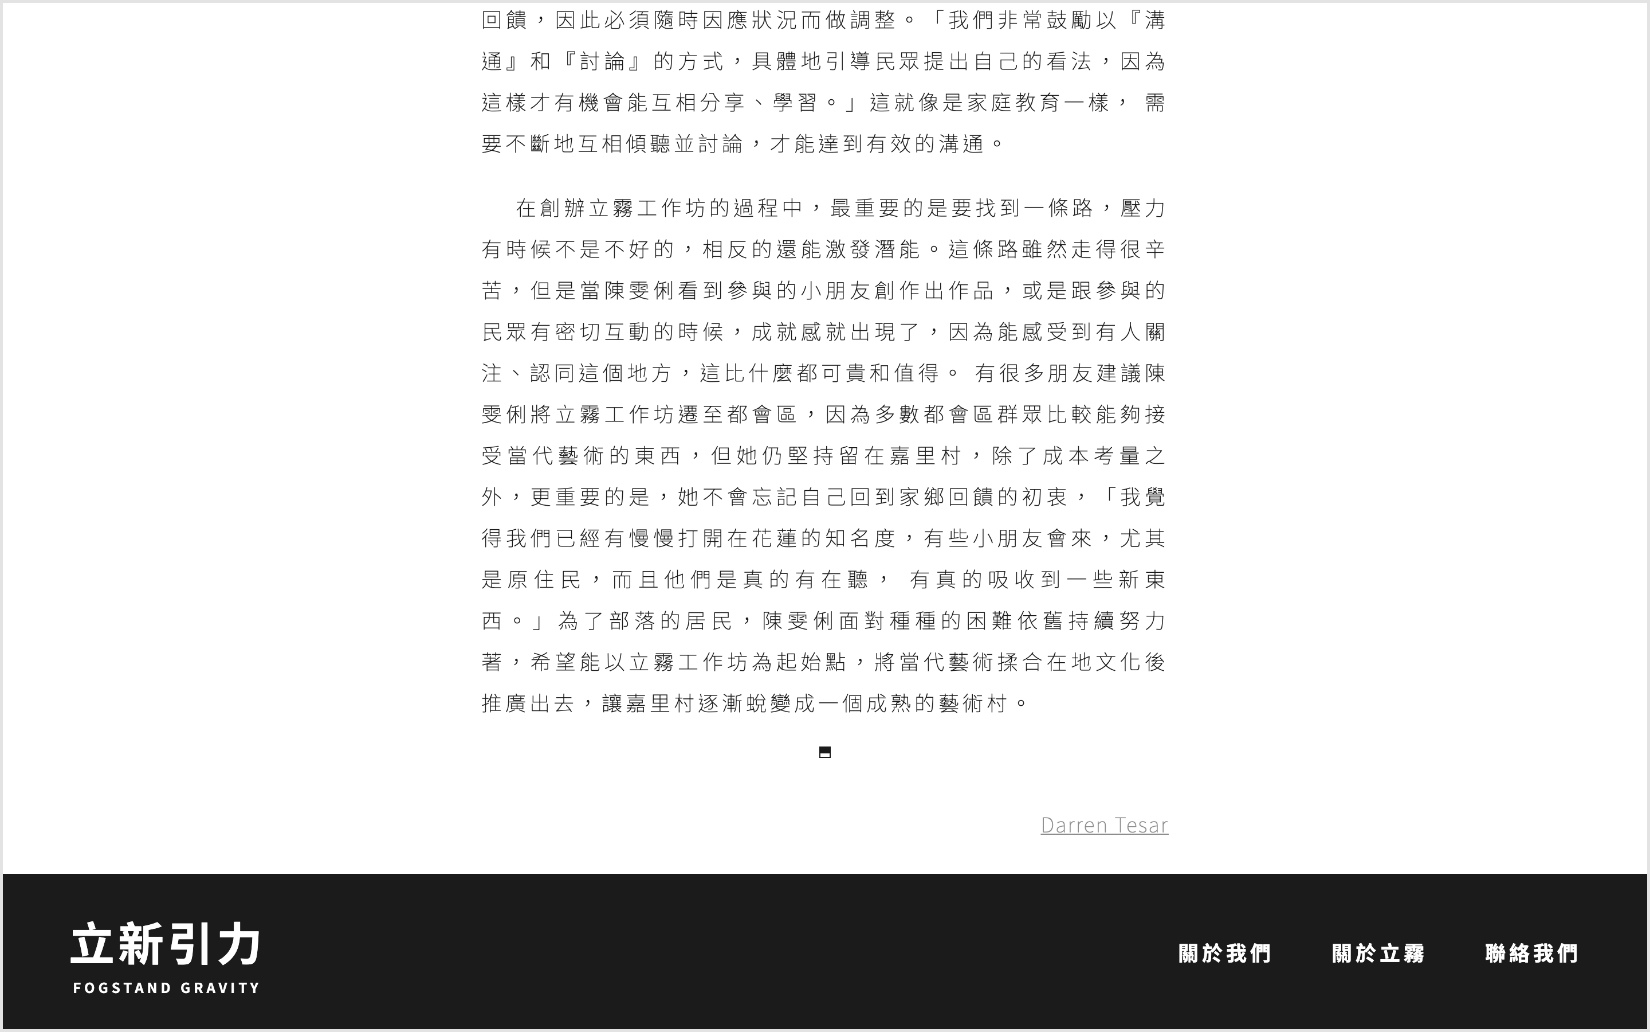 回饋，因此必須隨時因應狀況而做調整。「我們非常鼓勵以『溝
通』和『討論』的方式，具體地引導民眾提出自己的看法，因為
這樣才有機會能互相分享、學習。」這就像是家庭教育一樣， 需
要不斷地互相傾聽並討論，才能達到有效的溝通。
在創辦立霧工作坊的過程中，最重要的是要找到一條路，壓力
有時候不是不好的，相反的還能激發潛能。這條路雖然走得很辛
苦，但是當陳雯俐看到參與的小朋友創作出作品，或是跟參與的
民眾有密切互動的時候，成就感就出現了，因為能感受到有人關
注、認同這個地方，這比什麼都可貴和值得。 有很多朋友建議陳
雯俐將立霧工作坊遷至都會區，因為多數都會區群眾比較能夠接
受當代藝術的東西，但她仍堅持留在嘉里村，除了成本考量之
外，更重要的是，她不會忘記自己回到家鄉回饋的初衷，「我覺
得我們已經有慢慢打開在花蓮的知名度，有些小朋友會來，尤其
是原住民，而且他們是真的有在聽， 有真的吸收到一些新東
西。」為了部落的居民，陳雯俐面對種種的困難依舊持續努力
著，希望能以立霧工作坊為起始點，將當代藝術揉合在地文化後
推廣出去，讓嘉里村逐漸蛻變成一個成熟的藝術村。
Darren Tesar
立新引力
FOGSTAND GRAVITY
關於我們 關於立霧 聯絡我們